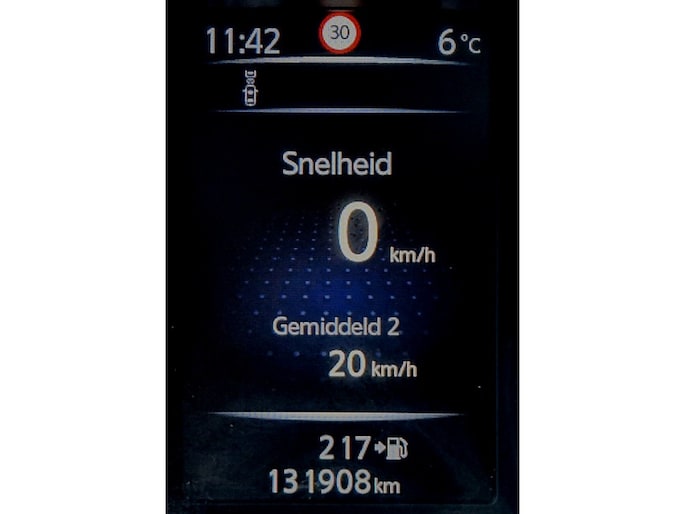 11:42 30 6 °C
Snelheid
0 km/h
Gemiddeld 2
20 km/h
217
131908 km